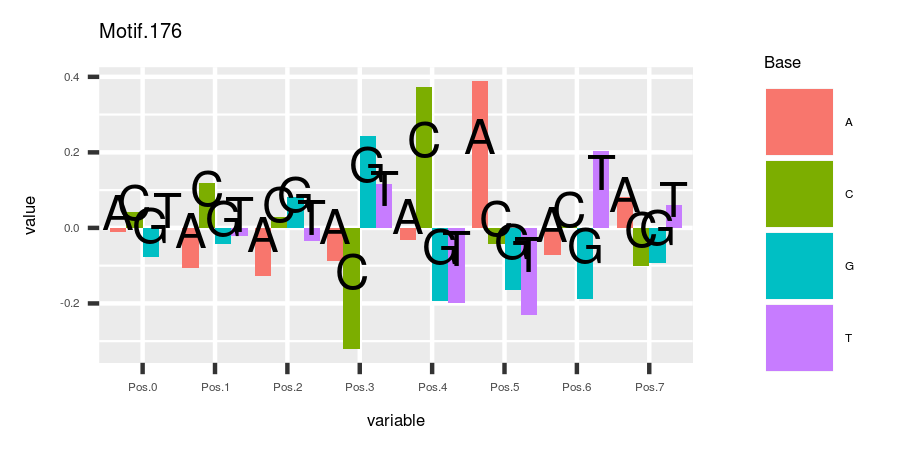 Motif.176
Base
0.4
0.2
0.0
-0.2
value
A C G T A C G T A C G T A C G T A C G T A C G T A C G T A C G T
Pos.0 Pos.1 Pos.2 Pos.3 Pos.4 Pos.5 Pos.6 Pos.7
variable
A
C
G
T